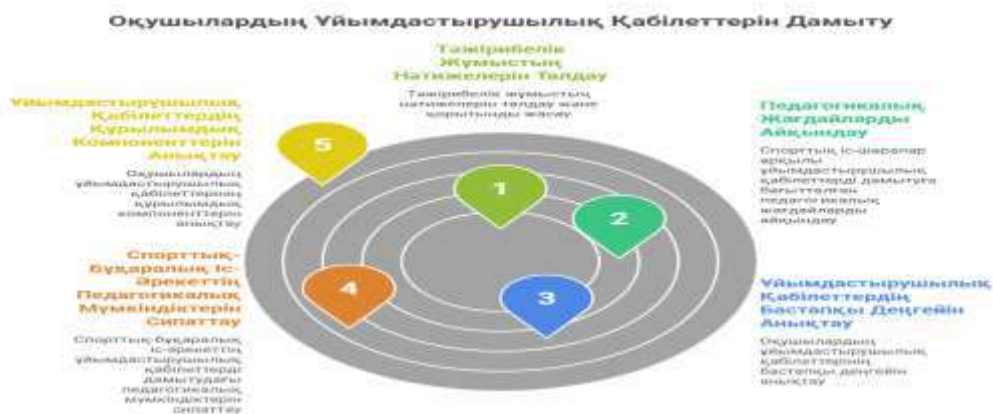 Оқушылардың Ұйымдастырушылық Қабілеттерін Дамыту
Тәжірибелік
Жұмыстың
Нәтижелерін Талдау
Тәжірибелік жұмыстың
нәтижелерін талдау және
қорытынды жасау
Ұйымдастырушылық
Қабілеттердің
Құрылымдық
Компоненттерін
Анықтау
Оқушылардың
ұйымдастырушылық
қабілеттерінің
құрылымдық
компоненттерін
анықтау
5
1
2
4
3
Педагогикалық
Жағдайларды
Айқындау
Спорттық іс-шаралар
арқылы
ұйымдастырушылық
қабілеттерді дамытуға
бағытталған
педагогикалық
жағдайларды
айқындау
Спорттық-
Бұқаралық Іс-
Әрекеттің
Педагогикалық
Мүмкіндіктерін
Сипаттау
Спорттық-бұқаралық
іс-әрекеттің
ұйымдастырушылық
қабілеттерді
дамытудағы
педагогикалық
мүмкіндіктерін
сипаттау
Ұйымдастырушылық
Қабілеттердің
Бастапқы Деңгейін
Анықтау
Оқушылардың
ұйымдастырушылық
қабілеттерінің
бастапқы деңгейін
анықтау